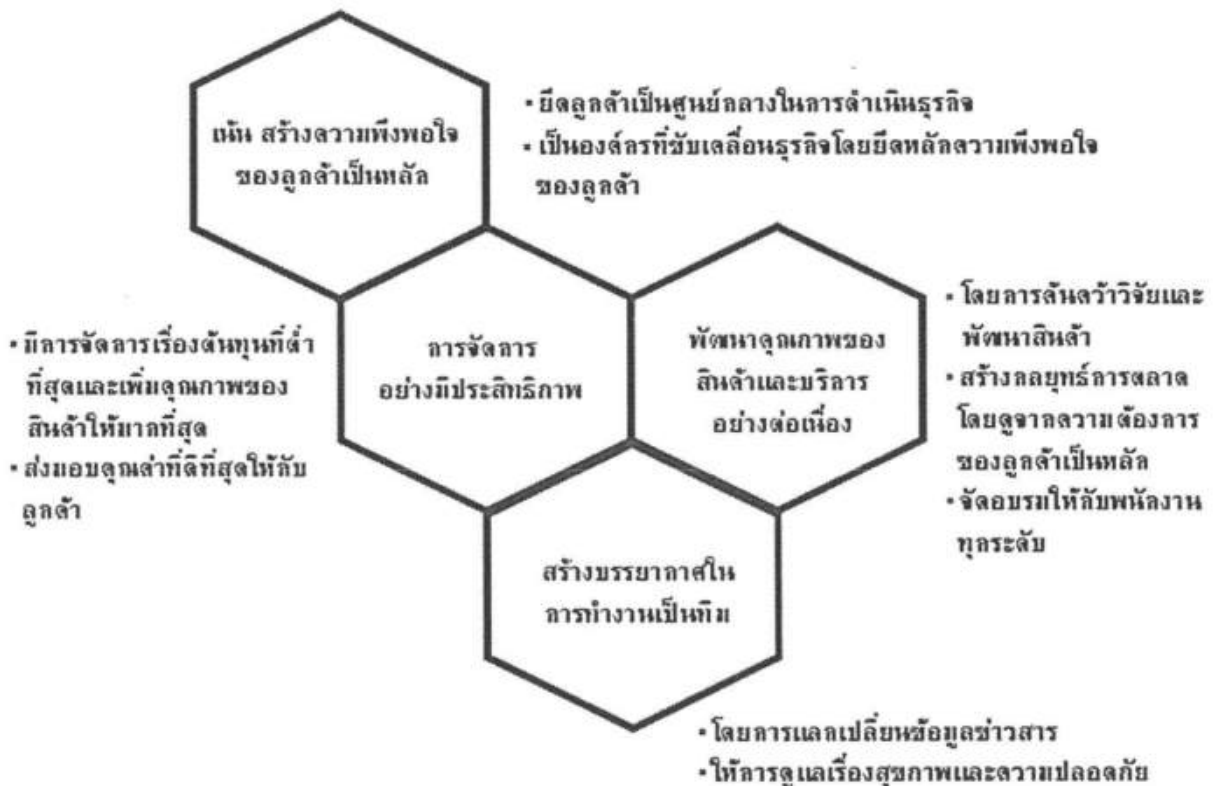 เน้น สร้างความพึงพอใจ
ของลูกค้าเป็นหลัก
▪ ยึดลูกค้าเป็นศูนย์กลางในการดำเนินธุรกิจ
▪ เป็นองค์กรที่ขับเคลื่อนธุรกิจโดยยึดหลักความพึงพอใจ
ของลูกค้า
▪ มีการจัดการเรื่องต้นทุนที่ต่ำ
ที่สุดและเพิ่มคุณภาพของ
สินค้าให้มากที่สุด
▪ ส่งมอบคุณค่าที่ดีที่สุดให้กับ
ลูกค้า
การจัดการ
อย่างมีประสิทธิภาพ
พัฒนาคุณภาพของ
สินค้าและบริการ
อย่างต่อเนื่อง
▪ โดยการค้นคว้าวิจัยและ
พัฒนาสินค้า
▪ สร้างกลยุทธ์การตลาด
โดยดูจากความต้องการ
ของลูกค้าเป็นหลัก
▪ จัดอบรมให้กับพนักงาน
ทุกระดับ
สร้างบรรยากาศใน
การทำงานเป็นทีม
▪ โดยการแลกเปลี่ยนข้อมูลข่าวสาร
▪ ให้การดูแลเรื่องสุขภาพและความปลอดภัย